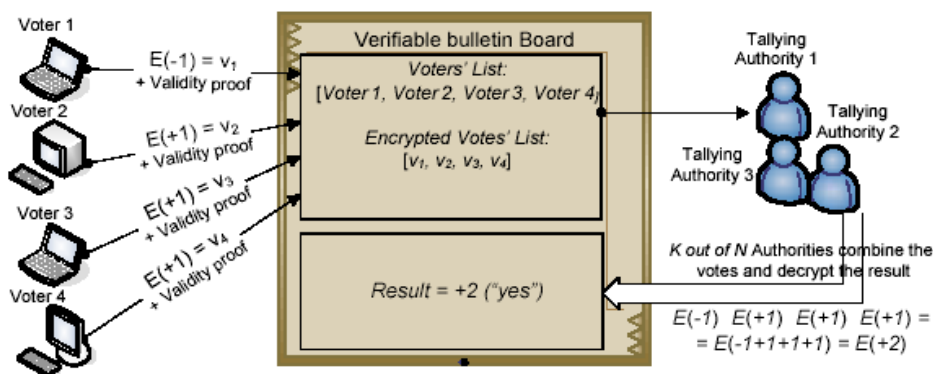 Voter 1
E(-1) = v1
+ Validity proof
Voter 2
E(+1) = v2
+ Validity proof
Voter 3
E(+1) = v3
+ Validity proof
Voter 4
E(+1) = v4
+ Validity proof
Verifiable bulletin Board
Voters' List:
[Voter 1, Voter 2, Voter 3, Voter 4]
Encrypted Votes' List:
[v1, v2, v3, v4]
Result = +2 ("yes")
Tallying
Authority 1
Tallying
Authority 2
Tallying
Authority 3
K out of N Authorities combine the
votes and decrypt the result
E(-1) E(+1) E(+1) E(+1) =
= E(-1+1+1+1) = E(+2)